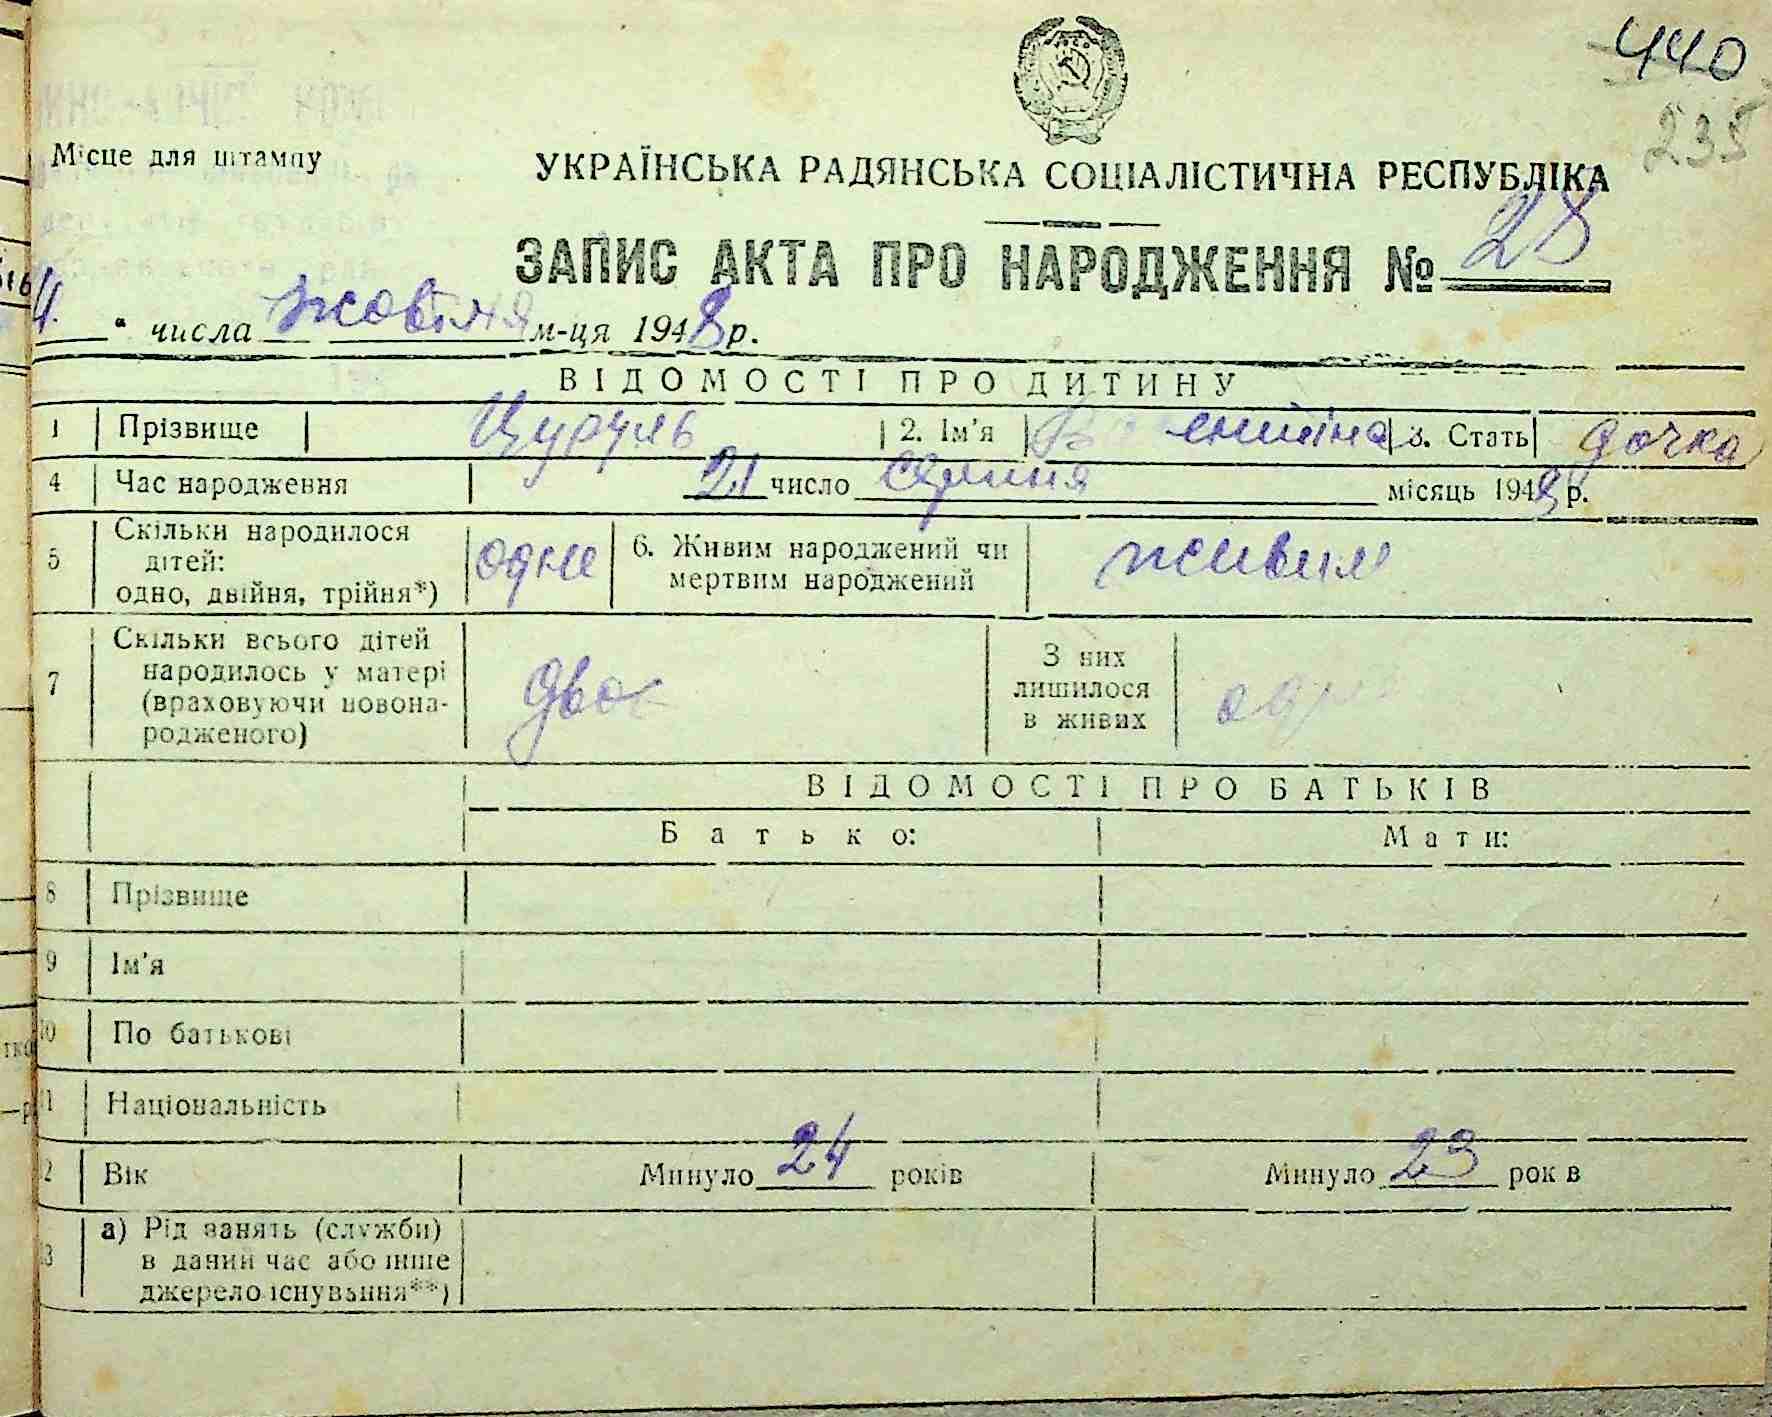 440
235
Місце для штампу
УКРАЇНСЬКА РАДЯНСЬКА СОЦІАЛІСТИЧНА РЕСПУБЛІКА
ЗАПИС АКТА ПРО НАРОДЖЕННЯ № 28
4. " числа жовтня м-ця 1948 р.
ВІДОМОСТІ ПРО ДИТИНУ
1 Прізвище Цуруль 2. Ім'я 3. Стать дочка
4 Час народження 21 число серпня місяць 1948 р.
5 Скільки народилося дітей: одно, двійня, трійня*) одне 6. Живим народжений чи мертвим народжений живим
7 Скільки всього дітей народилось у матері (враховуючи новонародженого) двоє З них лишилося в живих
ВІДОМОСТІ ПРО БАТЬКІВ
Батько: Мати:
8 Прізвище
9 Ім'я
10 По батькові
11 Національність
12 Вік Минуло 24 років Минуло 23 рок в
13 а) Рід занять (служби) в даний час або інше джерело існування**)